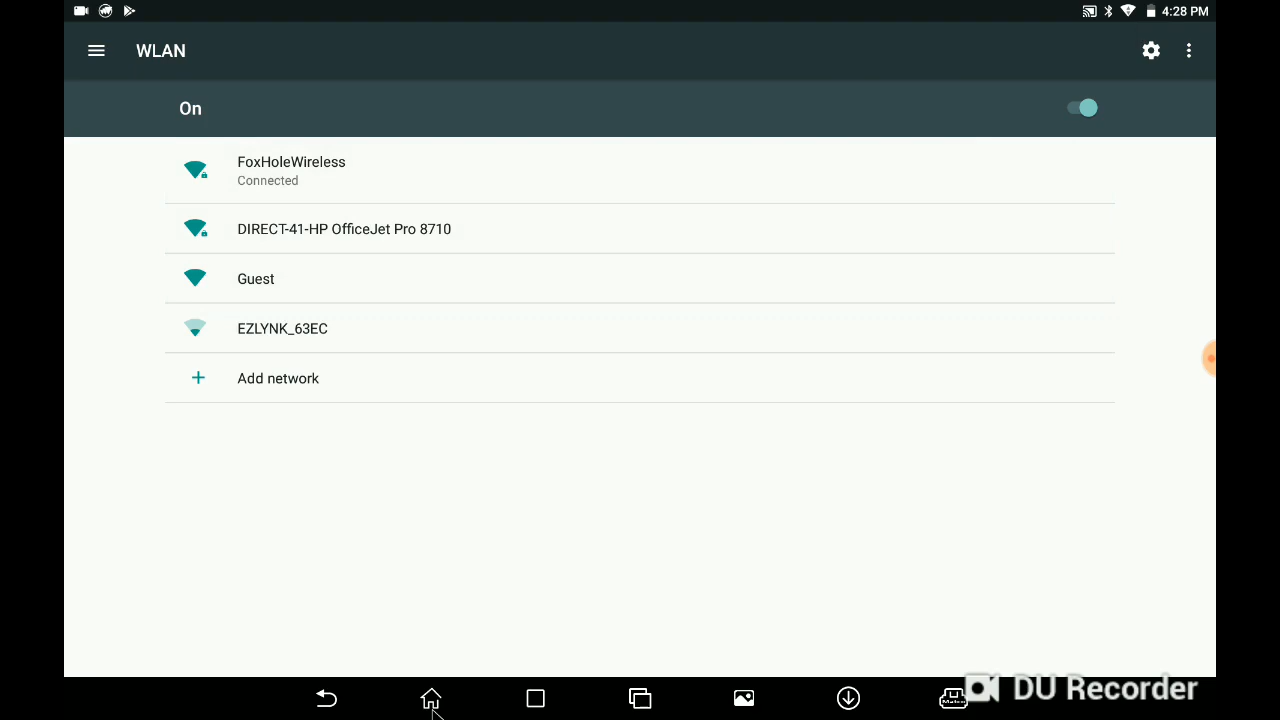 4:28 PM
WLAN
On
FoxHoleWireless
Connected
DIRECT-41-HP OfficeJet Pro 8710
Guest
EZLYNK_63EC
Add network
DU Recorder